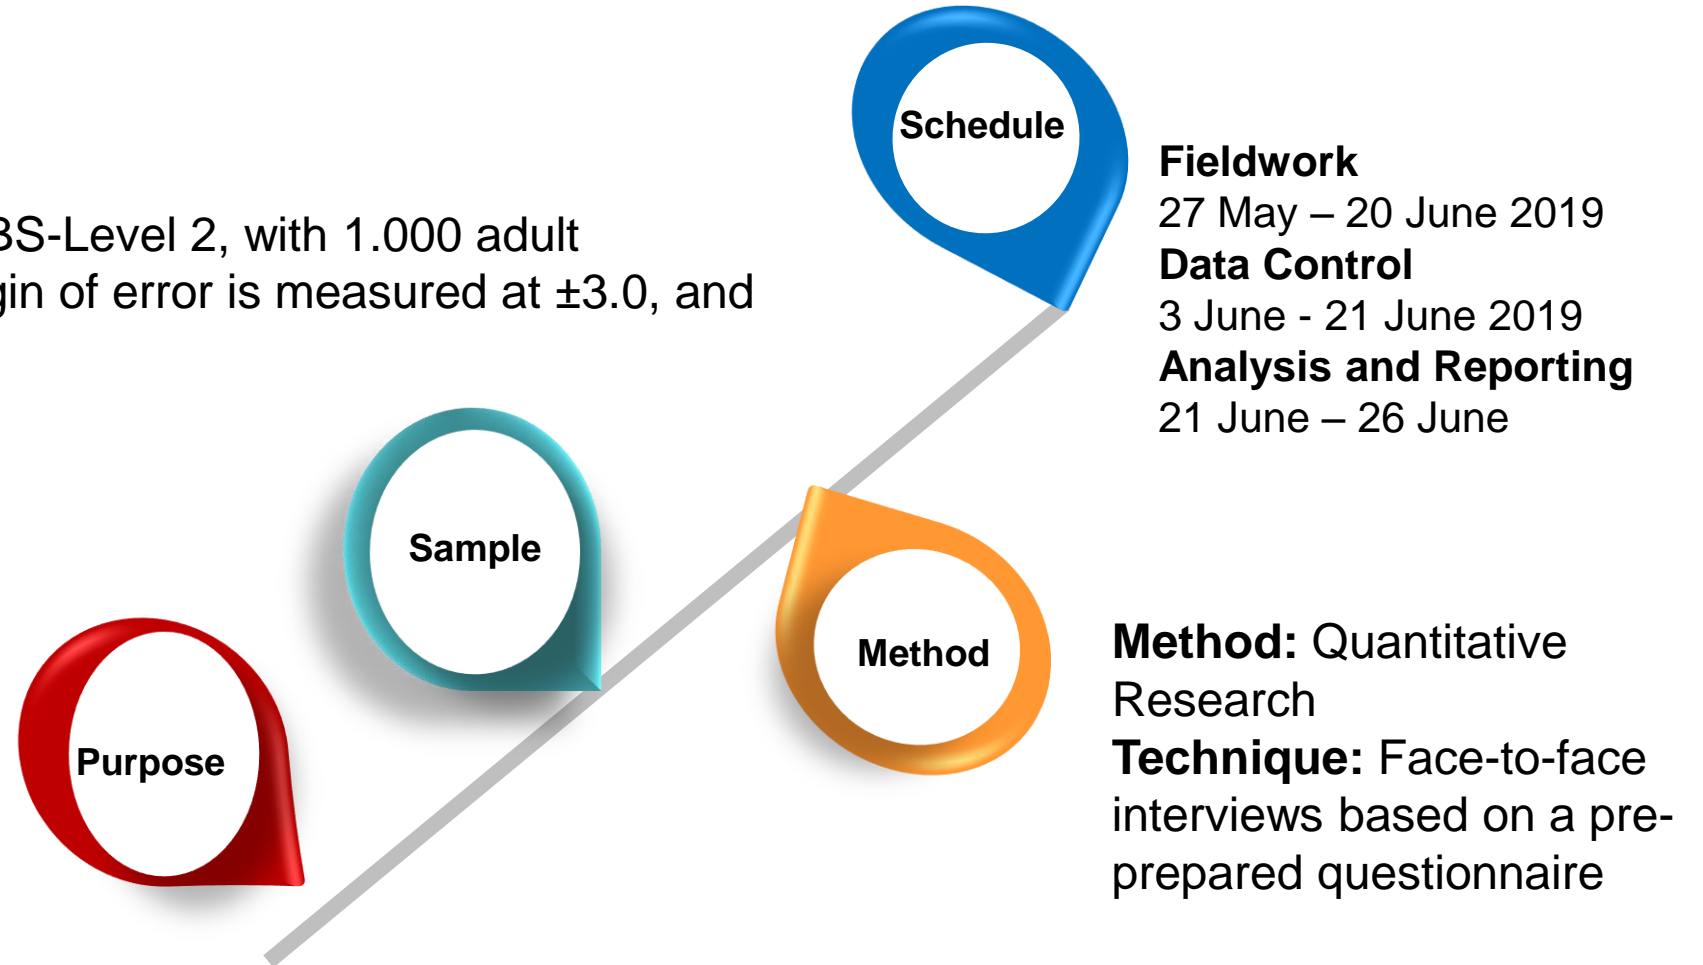 Schedule
Fieldwork
27 May – 20 June 2019
Data Control
3 June - 21 June 2019
Analysis and Reporting
21 June – 26 June
BS-Level 2, with 1.000 adult
gin of error is measured at ±3.0, and
Sample
Method
Method: Quantitative
Research
Technique: Face-to-face
interviews based on a pre-
prepared questionnaire
Purpose